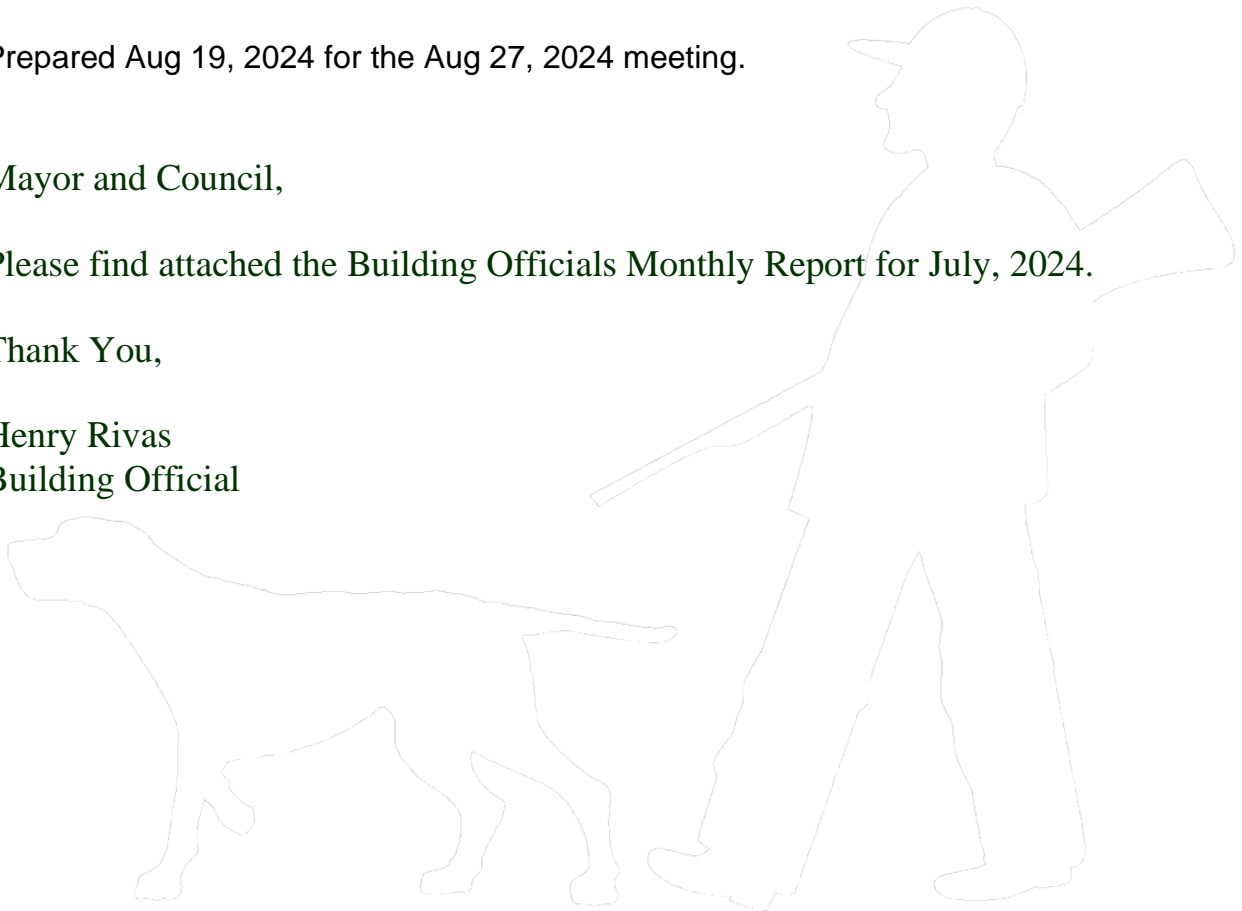 Prepared Aug 19, 2024 for the Aug 27, 2024 meeting.
Mayor and Council,
Please find attached the Building Officials Monthly Report for July, 2024.
Thank You,
Henry Rivas
Building Official